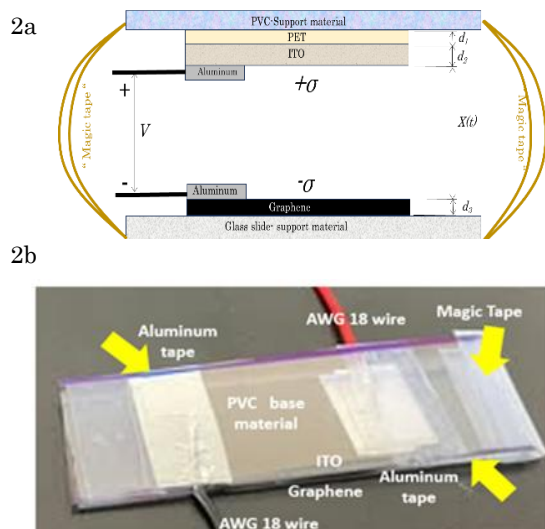 2a
PVC-Support material
PET
d₁
ITO
d₂
Aluminum
+
+σ
"Magic tape"
V
X(t)
"Magic tape"
-
-σ
Aluminum
Graphene
d₃
Glass slide- support material
2b
Magic Tape
AWG 18 wire
Aluminum
tape
PVC base
material
ITO
Graphene
Aluminum
tape
AWG 18 wire